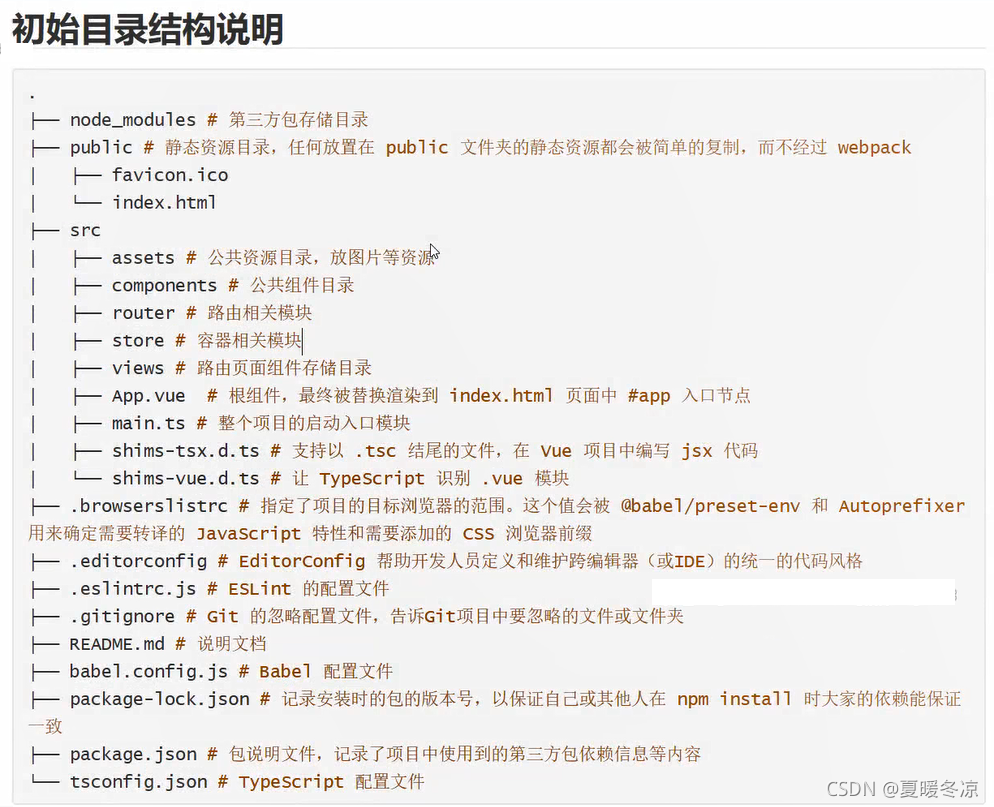 初始目录结构说明
.
├── node_modules # 第三方包存储目录
├── public # 静态资源目录，任何放置在 public 文件夹的静态资源都会被简单的复制，而不经过 webpack
│   ├── favicon.ico
│   └── index.html
├── src
│   ├── assets # 公共资源目录，放图片等资源
│   ├── components # 公共组件目录
│   ├── router # 路由相关模块
│   ├── store # 容器相关模块
│   ├── views # 路由页面组件存储目录
│   ├── App.vue  # 根组件，最终被替换渲染到 index.html 页面中 #app 入口节点
│   ├── main.ts # 整个项目的启动入口模块
│   ├── shims-tsx.d.ts # 支持以 .tsc 结尾的文件，在 Vue 项目中编写 jsx 代码
│   └── shims-vue.d.ts # 让 TypeScript 识别 .vue 模块
├── .browserslistrc # 指定了项目的目标浏览器的范围。这个值会被 @babel/preset-env 和 Autoprefixer
用来确定需要转译的 JavaScript 特性和需要添加的 CSS 浏览器前缀
├── .editorconfig # EditorConfig 帮助开发人员定义和维护跨编辑器（或IDE）的统一的代码风格
├── .eslintrc.js # ESLint 的配置文件
├── .gitignore # Git 的忽略配置文件，告诉Git项目中要忽略的文件或文件夹
├── README.md # 说明文档
├── babel.config.js # Babel 配置文件
├── package-lock.json # 记录安装时的包的版本号，以保证自己或其他人在 npm install 时大家的依赖能保证
一致
├── package.json # 包说明文件，记录了项目中使用到的第三方包依赖信息等内容
└── tsconfig.json # TypeScript 配置文件
CSDN @夏暖冬凉